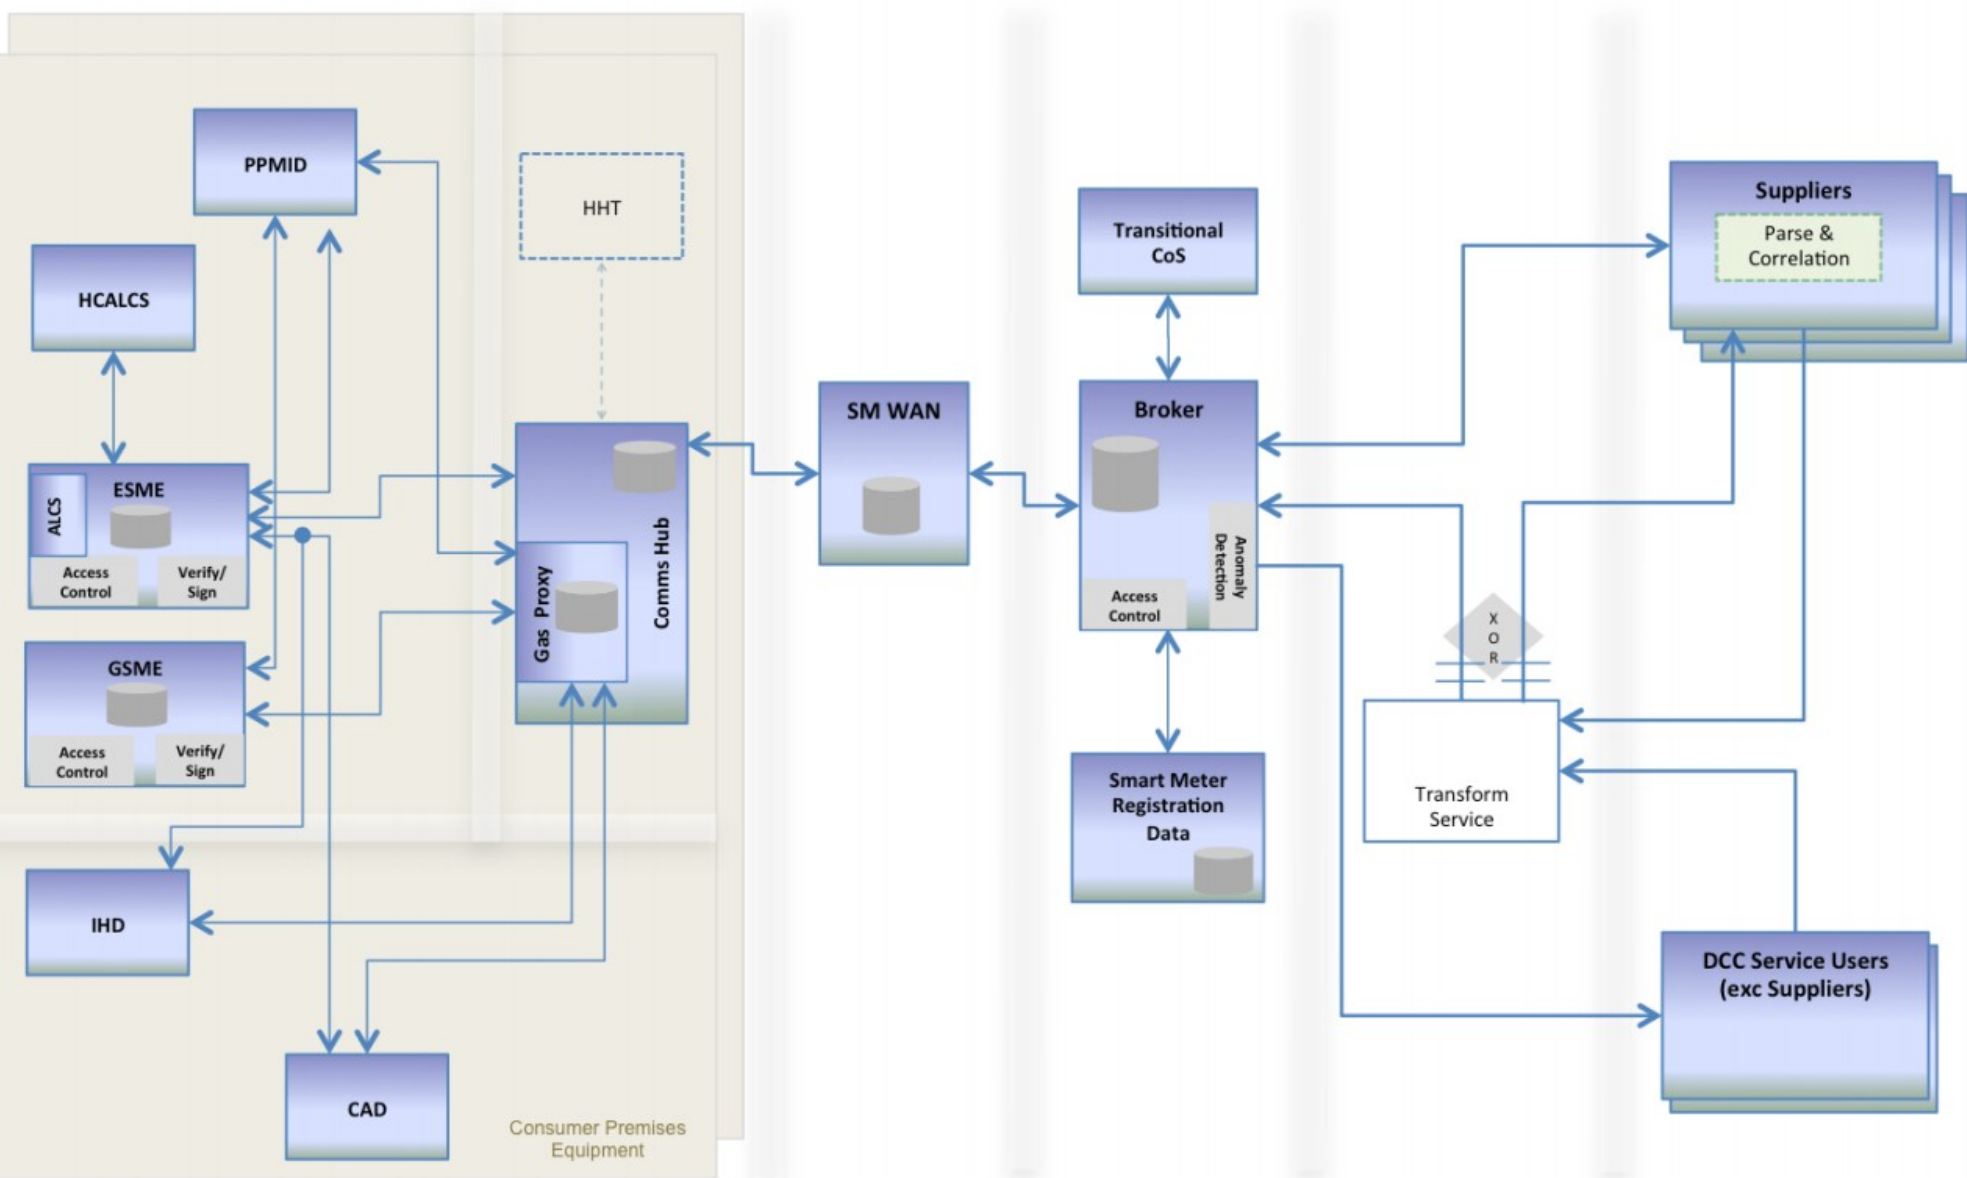 PPMID
HHT
HCALCS
ESME
ALCS
Access
Control
Verify/
Sign
GSME
Access
Control
Verify/
Sign
Gas Proxy
Comms Hub
IHD
CAD
Consumer Premises
Equipment
SM WAN
Transitional
CoS
Broker
Anomaly
Detection
Access
Control
Smart Meter
Registration
Data
X
O
R
Transform
Service
Suppliers
Parse &
Correlation
DCC Service Users
(exc Suppliers)